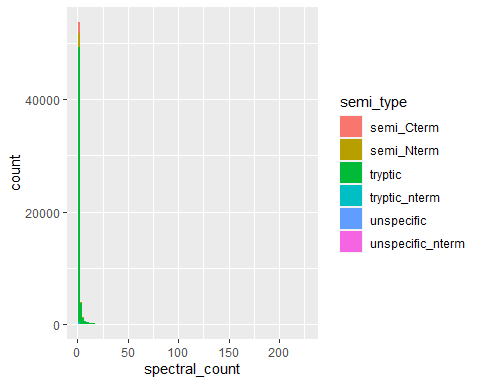 count
40000
20000
0
0 50 100 150 200
spectral_count
semi_type
semi_Cterm
semi_Nterm
tryptic
tryptic_nterm
unspecific
unspecific_nterm